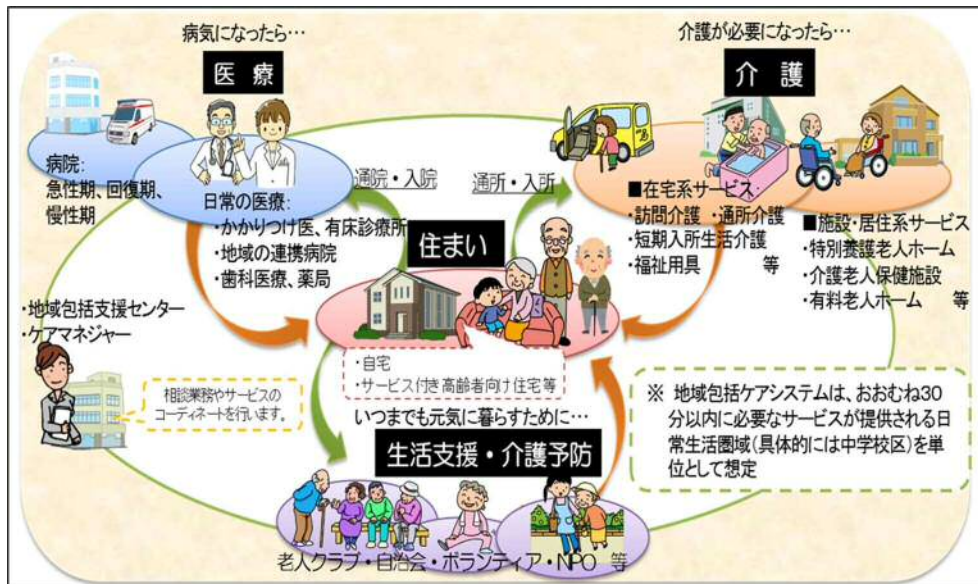 病気になったら…
医療
病院:
急性期、回復期、
慢性期
日常の医療:
・かかりつけ医、有床診療所
・地域の連携病院
・歯科医療、薬局
通院・入院
通所・入所
介護が必要になったら…
介護
■在宅系サービス:
・訪問介護 ・通所介護
・短期入所生活介護
・福祉用具 等
■施設・居住系サービス
・特別養護老人ホーム
・介護老人保健施設
・有料老人ホーム 等
住まい
・自宅
・サービス付き高齢者向け住宅等
・地域包括支援センター
・ケアマネジャー
相談業務やサービスの
コーディネートを行います。
いつまでも元気に暮らすために…
生活支援・介護予防
老人クラブ・自治会・ボランティア・NPO 等
※ 地域包括ケアシステムは、おおむね30
分以内に必要なサービスが提供される日
常生活圏域(具体的には中学校区)を単
位として想定